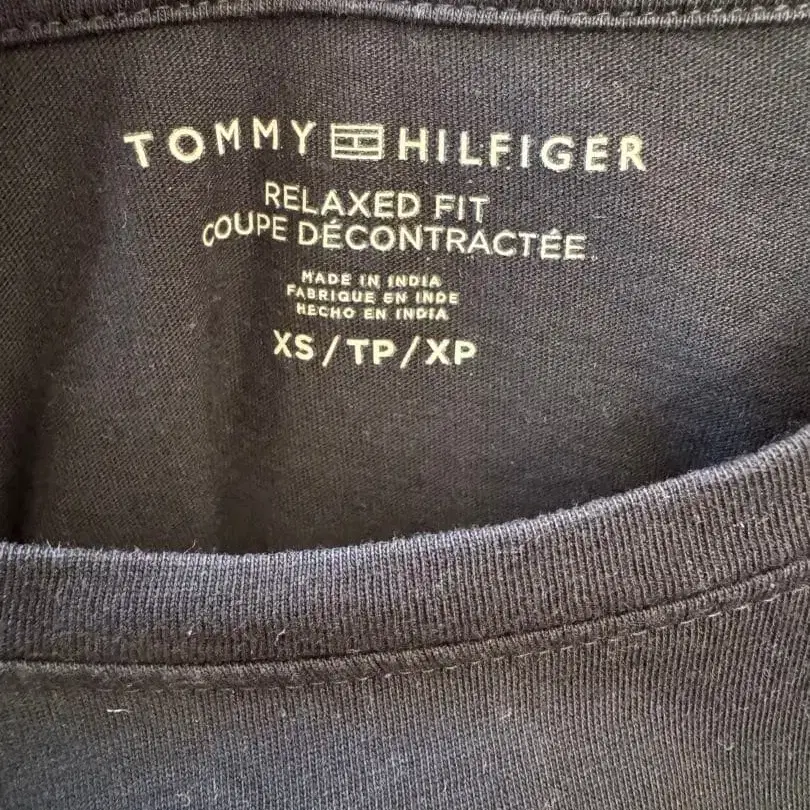 TOMMY HILFIGER
RELAXED FIT
COUPE DÉCONTRACTÉE
MADE IN INDIA
FABRIQUE EN INDE
HECHO EN INDIA
XS/TP/XP